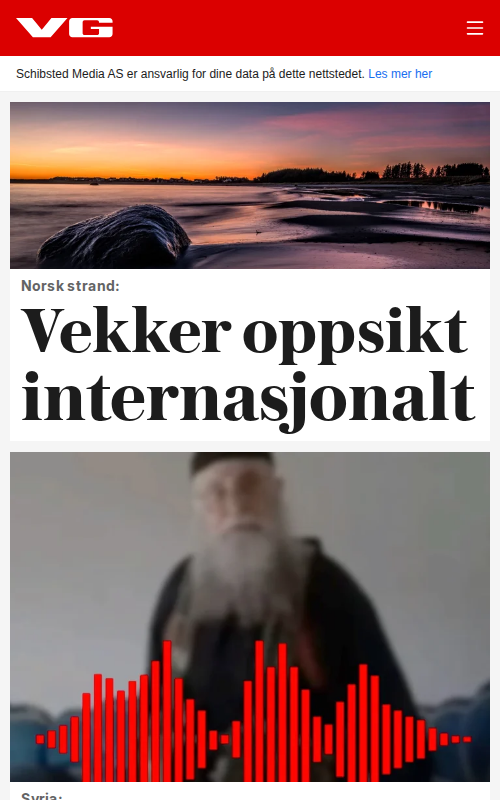 VG
Schibsted Media AS er ansvarlig for dine data på dette nettstedet. Les mer her
Norsk strand:
Vekker oppsikt
internasjonalt
Syria: